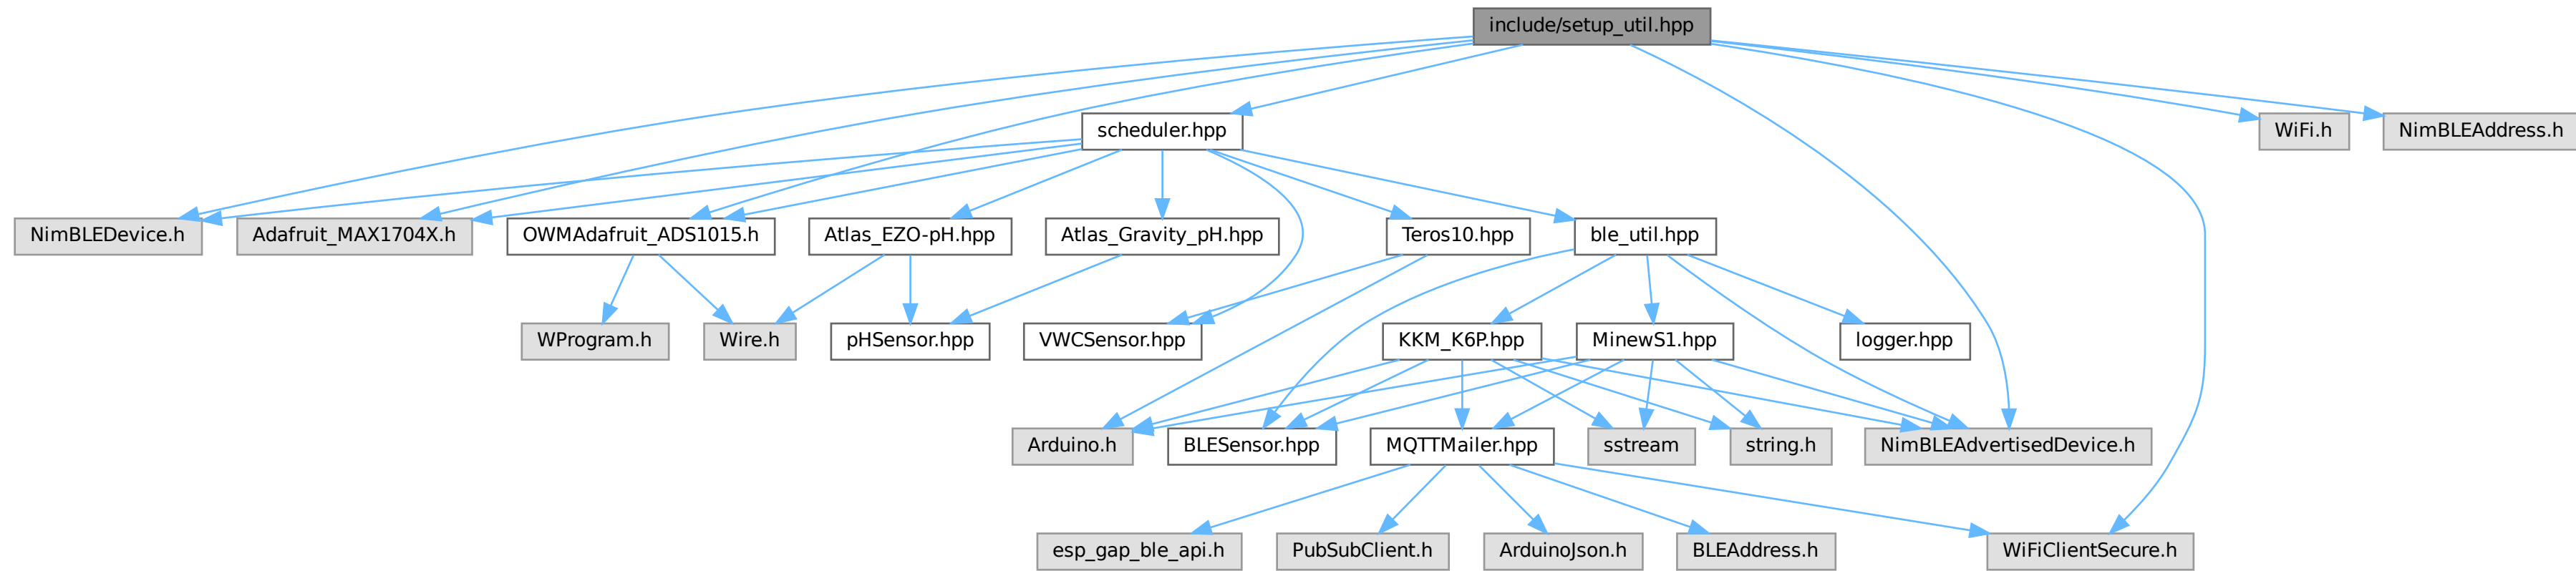 include/setup_util.hpp
scheduler.hpp
WiFi.h
NimBLEAddress.h
NimBLEDevice.h
Adafruit_MAX1704X.h
OWMAdafruit_ADS1015.h
Atlas_EZO-pH.hpp
Atlas_Gravity_pH.hpp
Teros10.hpp
ble_util.hpp
WProgram.h
Wire.h
pHSensor.hpp
VWCSensor.hpp
KKM_K6P.hpp
MinewS1.hpp
logger.hpp
Arduino.h
BLESensor.hpp
MQTTMailer.hpp
sstream
string.h
NimBLEAdvertisedDevice.h
esp_gap_ble_api.h
PubSubClient.h
ArduinoJson.h
BLEAddress.h
WiFiClientSecure.h